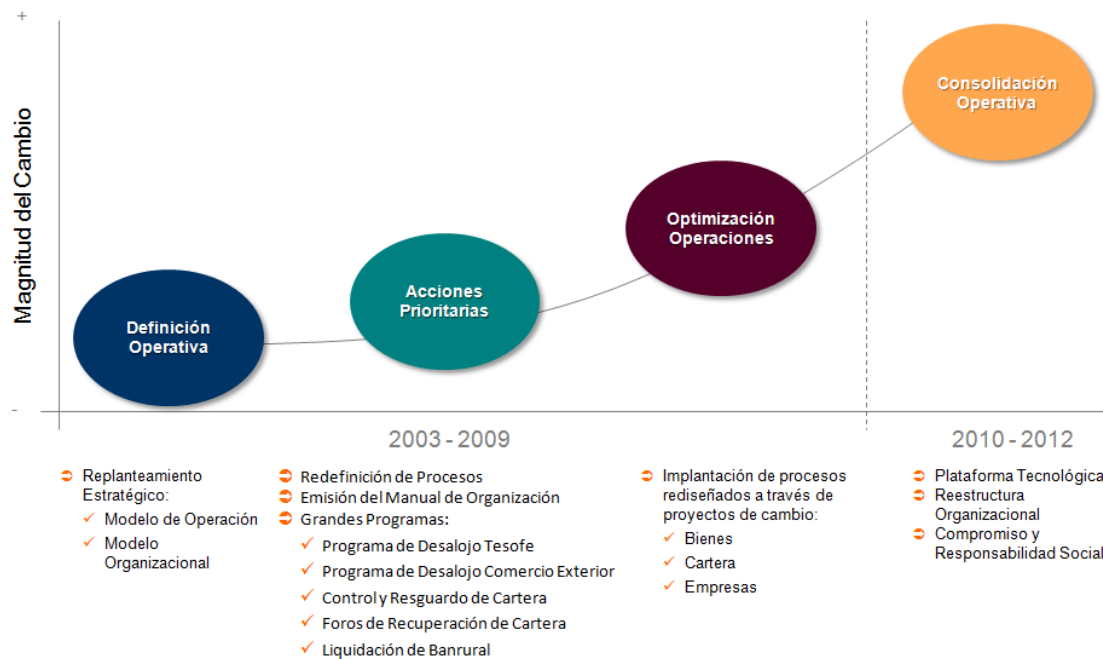 +
Magnitud del Cambio
-
Definición
Operativa
Acciones
Prioritarias
Optimización
Operaciones
Consolidación
Operativa
2003 - 2009
2010 - 2012
Replanteamiento
Estratégico:
Modelo de Operación
Modelo
Organizacional
Redefinición de Procesos
Emisión del Manual de Organización
Grandes Programas:
Programa de Desalojo Tesofe
Programa de Desalojo Comercio Exterior
Control y Resguardo de Cartera
Foros de Recuperación de Cartera
Liquidación de Banrural
Implantación de procesos
rediseñados a través de
proyectos de cambio:
Bienes
Cartera
Empresas
Plataforma Tecnológica
Reestructura
Organizacional
Compromiso y
Responsabilidad Social